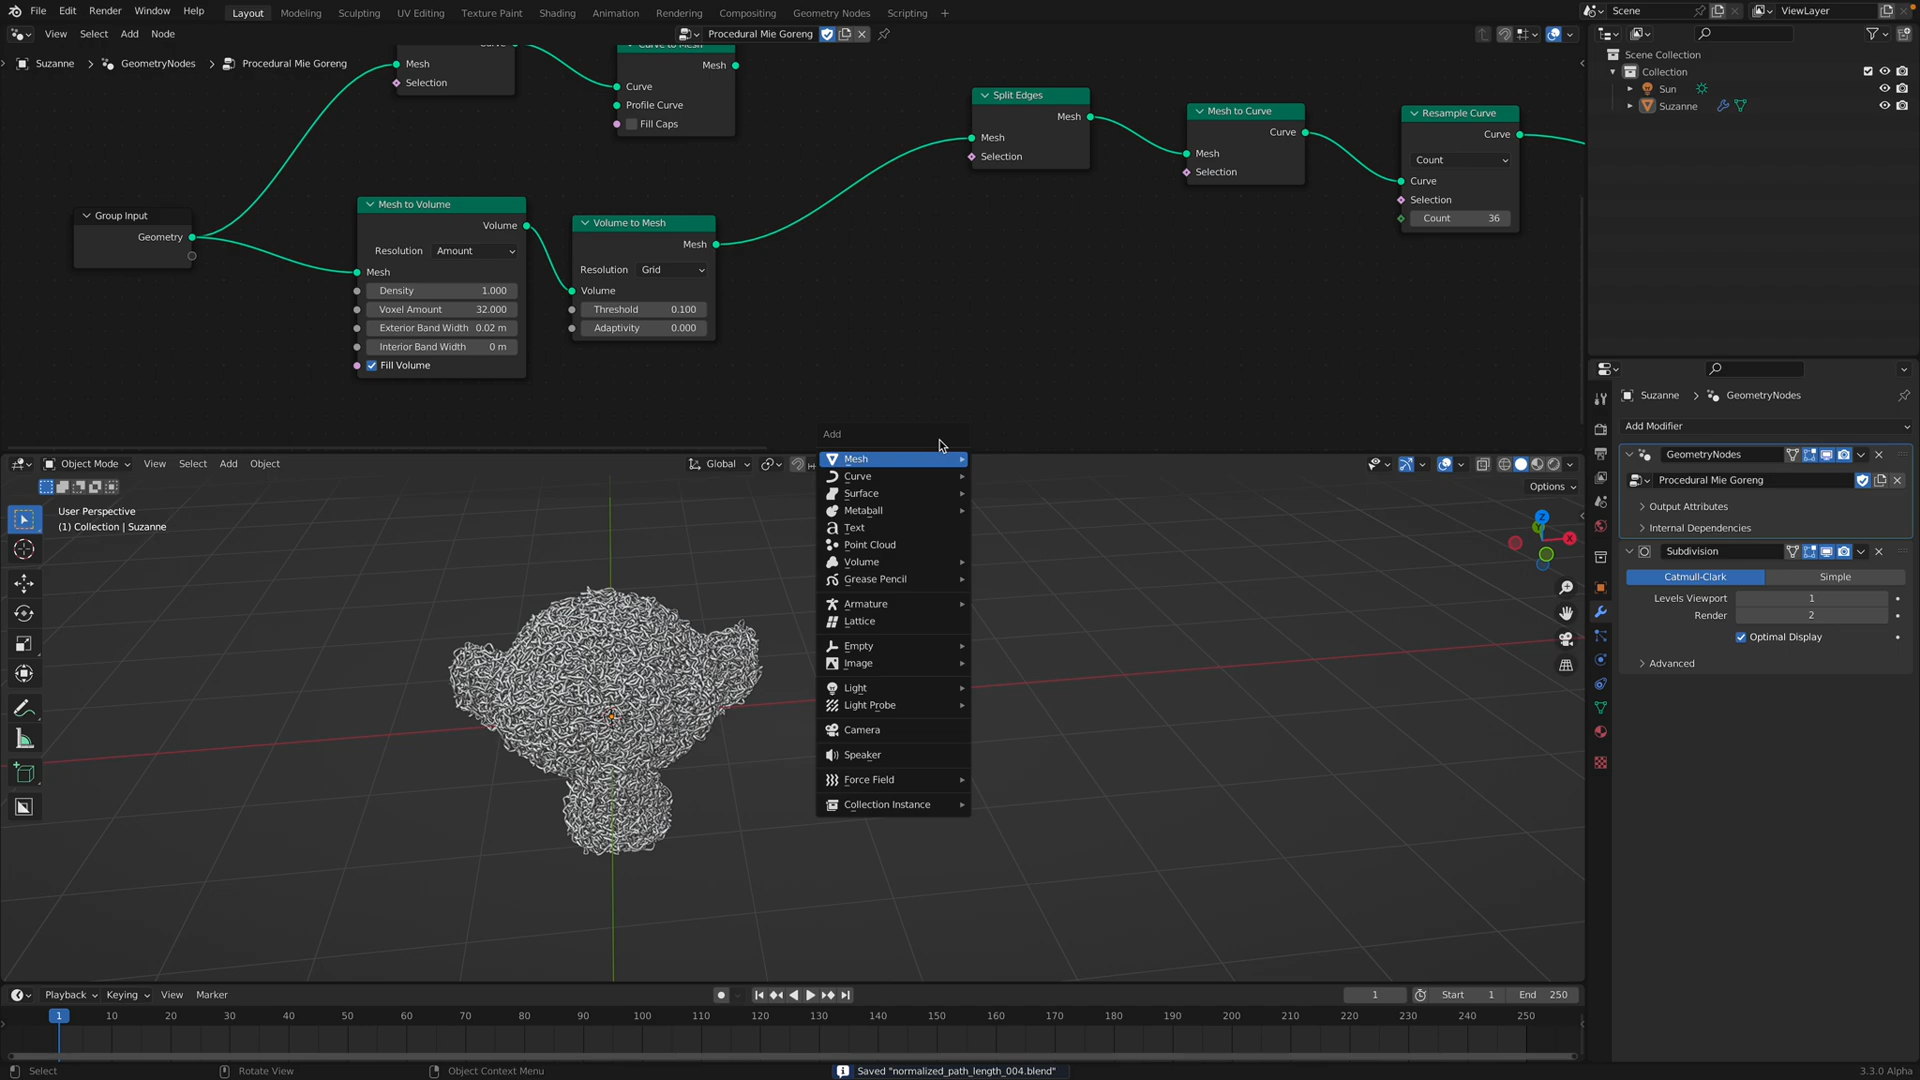 File Edit Render Window Help Layout Modeling Sculpting UV Editing Texture Paint Shading Animation Rendering Compositing Geometry Nodes Scripting + Scene ViewLayer
View Select Add Node Procedural Mie Goreng
Suzanne > GeometryNodes > Procedural Mie Goreng
Mesh
Selection
Mesh
Curve
Profile Curve
Fill Caps
Group Input
Geometry
Mesh to Volume
Volume
Resolution Amount
Mesh
Density 1.000
Voxel Amount 32.000
Exterior Band Width 0.02 m
Interior Band Width 0 m
Fill Volume
Volume to Mesh
Mesh
Resolution Grid
Volume
Threshold 0.100
Adaptivity 0.000
Split Edges
Mesh
Mesh
Selection
Mesh to Curve
Curve
Mesh
Selection
Resample Curve
Curve
Count
Curve
Selection
Count 36
Scene Collection
Collection
Sun
Suzanne
Suzanne > GeometryNodes
Add Modifier
GeometryNodes
Procedural Mie Goreng
Output Attributes
Internal Dependencies
Subdivision
Catmull-Clark Simple
Levels Viewport 1
Render 2
Optimal Display
Advanced
Object Mode View Select Add Object Global
Options
User Perspective
(1) Collection | Suzanne
Z
Y
X
Add
Mesh
Curve
Surface
Metaball
Text
Point Cloud
Volume
Grease Pencil
Armature
Lattice
Empty
Image
Light
Light Probe
Camera
Speaker
Force Field
Collection Instance
Playback Keying View Marker 1 Start 1 End 250
1 10 20 30 40 50 60 70 80 90 100 110 120 130 140 150 160 170 180 190 200 210 220 230 240 250
Select Rotate View Object Context Menu Saved "normalized_path_length_004.blend" 3.3.0 Alpha